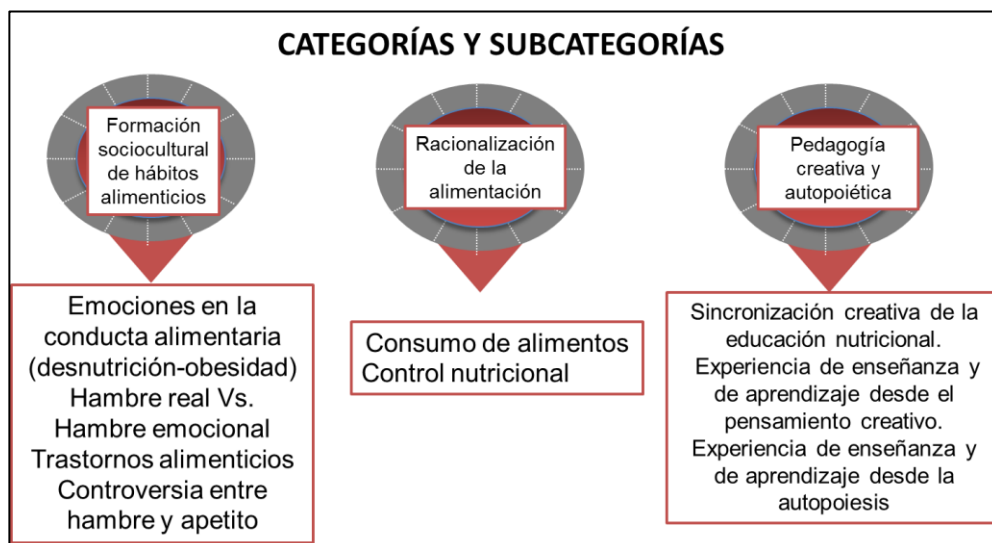 CATEGORÍAS Y SUBCATEGORÍAS
Formación
sociocultural
de hábitos
alimenticios
Racionalización
de la
alimentación
Pedagogía
creativa y
autopoiética
Emociones en la
conducta alimentaria
(desnutrición-obesidad)
Hambre real Vs.
Hambre emocional
Trastornos alimenticios
Controversia entre
hambre y apetito
Consumo de alimentos
Control nutricional
Sincronización creativa de la
educación nutricional.
Experiencia de enseñanza y
de aprendizaje desde el
pensamiento creativo.
Experiencia de enseñanza y
de aprendizaje desde la
autopoiesis